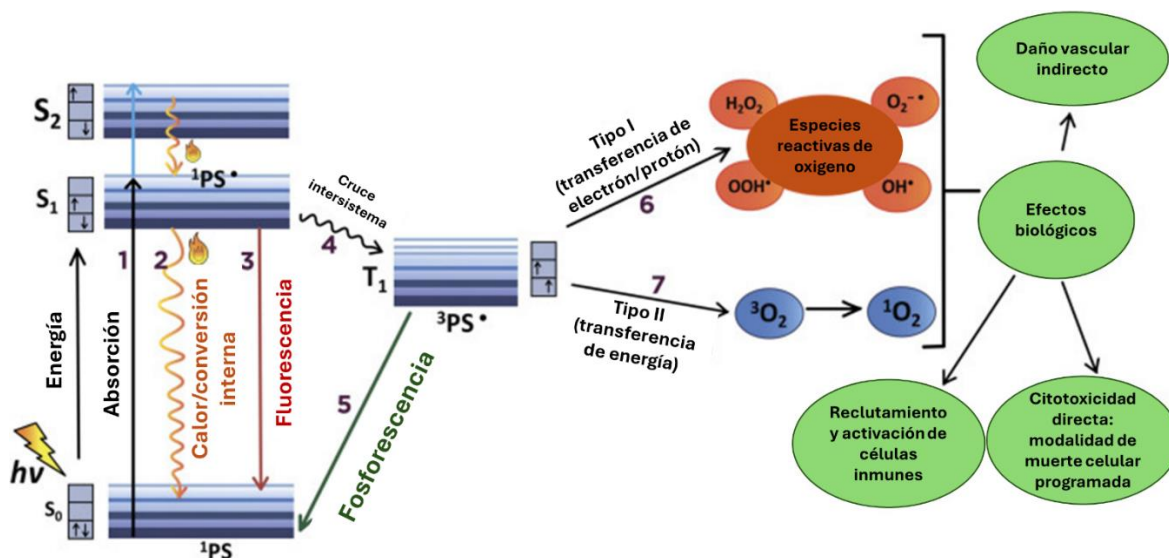 S₂
¹PS•
S₁
Energía
hν
S₀
¹PS
1
Absorción
2
Calor/conversión
interna
3
Fluorescencia
Cruce
intersistema
4
T₁
³PS•
5
Fosforescencia
Tipo I
(transferencia de
electrón/protón)
6
7
Tipo II
(transferencia
de energía)
H₂O₂
O₂⁻•
Especies
reactivas de
oxigeno
OOH•
OH•
³O₂
¹O₂
Daño vascular
indirecto
Efectos
biológicos
Reclutamiento
y activación de
células
inmunes
Citotoxicidad
directa:
modalidad de
muerte celular
programada